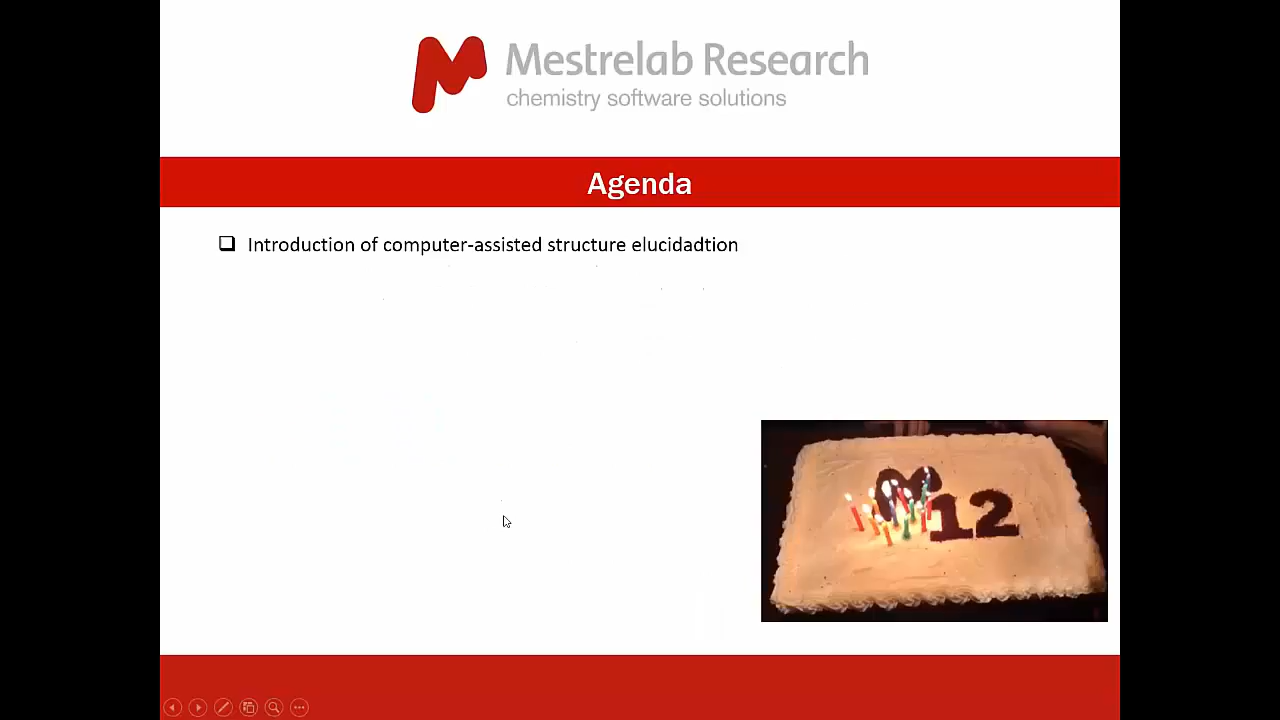 Mestrelab Research
chemistry software solutions
Agenda
Introduction of computer-assisted structure elucidadtion
M 12